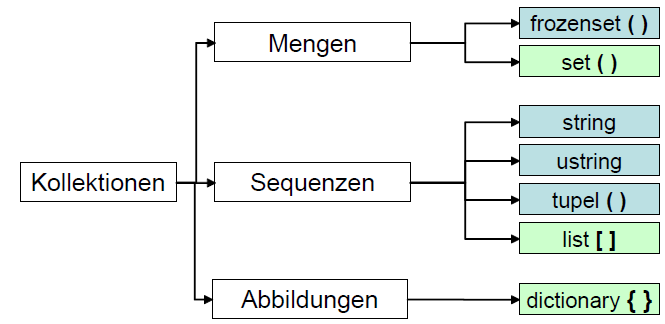 Kollektionen
Mengen
frozenset ( )
set ( )
Sequenzen
string
ustring
tupel ( )
list [ ]
Abbildungen
dictionary { }